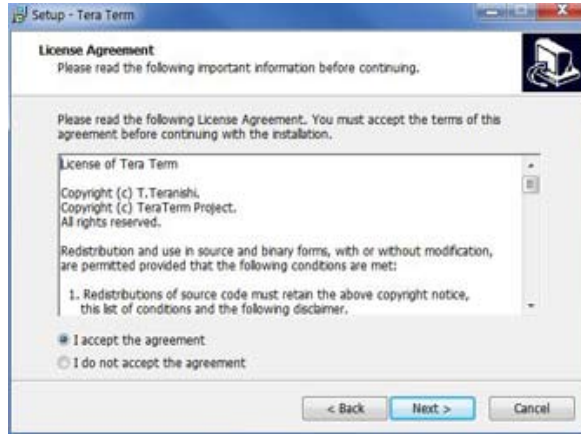 Setup - Tera Term
License Agreement
Please read the following important information before continuing.
Please read the following License Agreement. You must accept the terms of this
agreement before continuing with the installation.
License of Tera Term
Copyright (c) T.Teranishi.
Copyright (c) TeraTerm Project.
All rights reserved.
Redistribution and use in source and binary forms, with or without modification,
are permitted provided that the following conditions are met:
1. Redistributions of source code must retain the above copyright notice,
this list of conditions and the following disclaimer.
I accept the agreement
I do not accept the agreement
< Back
Next >
Cancel